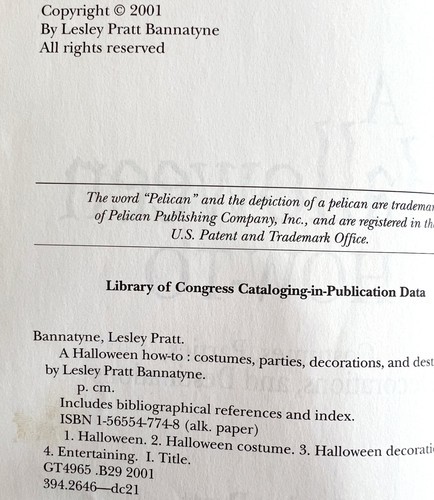 Copyright © 2001
By Lesley Pratt Bannatyne
All rights reserved
The word “Pelican” and the depiction of a pelican are
of Pelican Publishing Company, Inc., and are registered in
U.S. Patent and Trademark Office.
Library of Congress Cataloging-in-Publication Data
Bannatyne, Lesley Pratt.
A Halloween how-to : costumes, parties, decorations, and
by Lesley Pratt Bannatyne.
p. cm.
Includes bibliographical references and index.
ISBN 1-56554-774-8 (alk. paper)
1. Halloween. 2. Halloween costume. 3. Halloween
4. Entertaining. I. Title.
GT4965 .B29 2001
394.2646—dc21